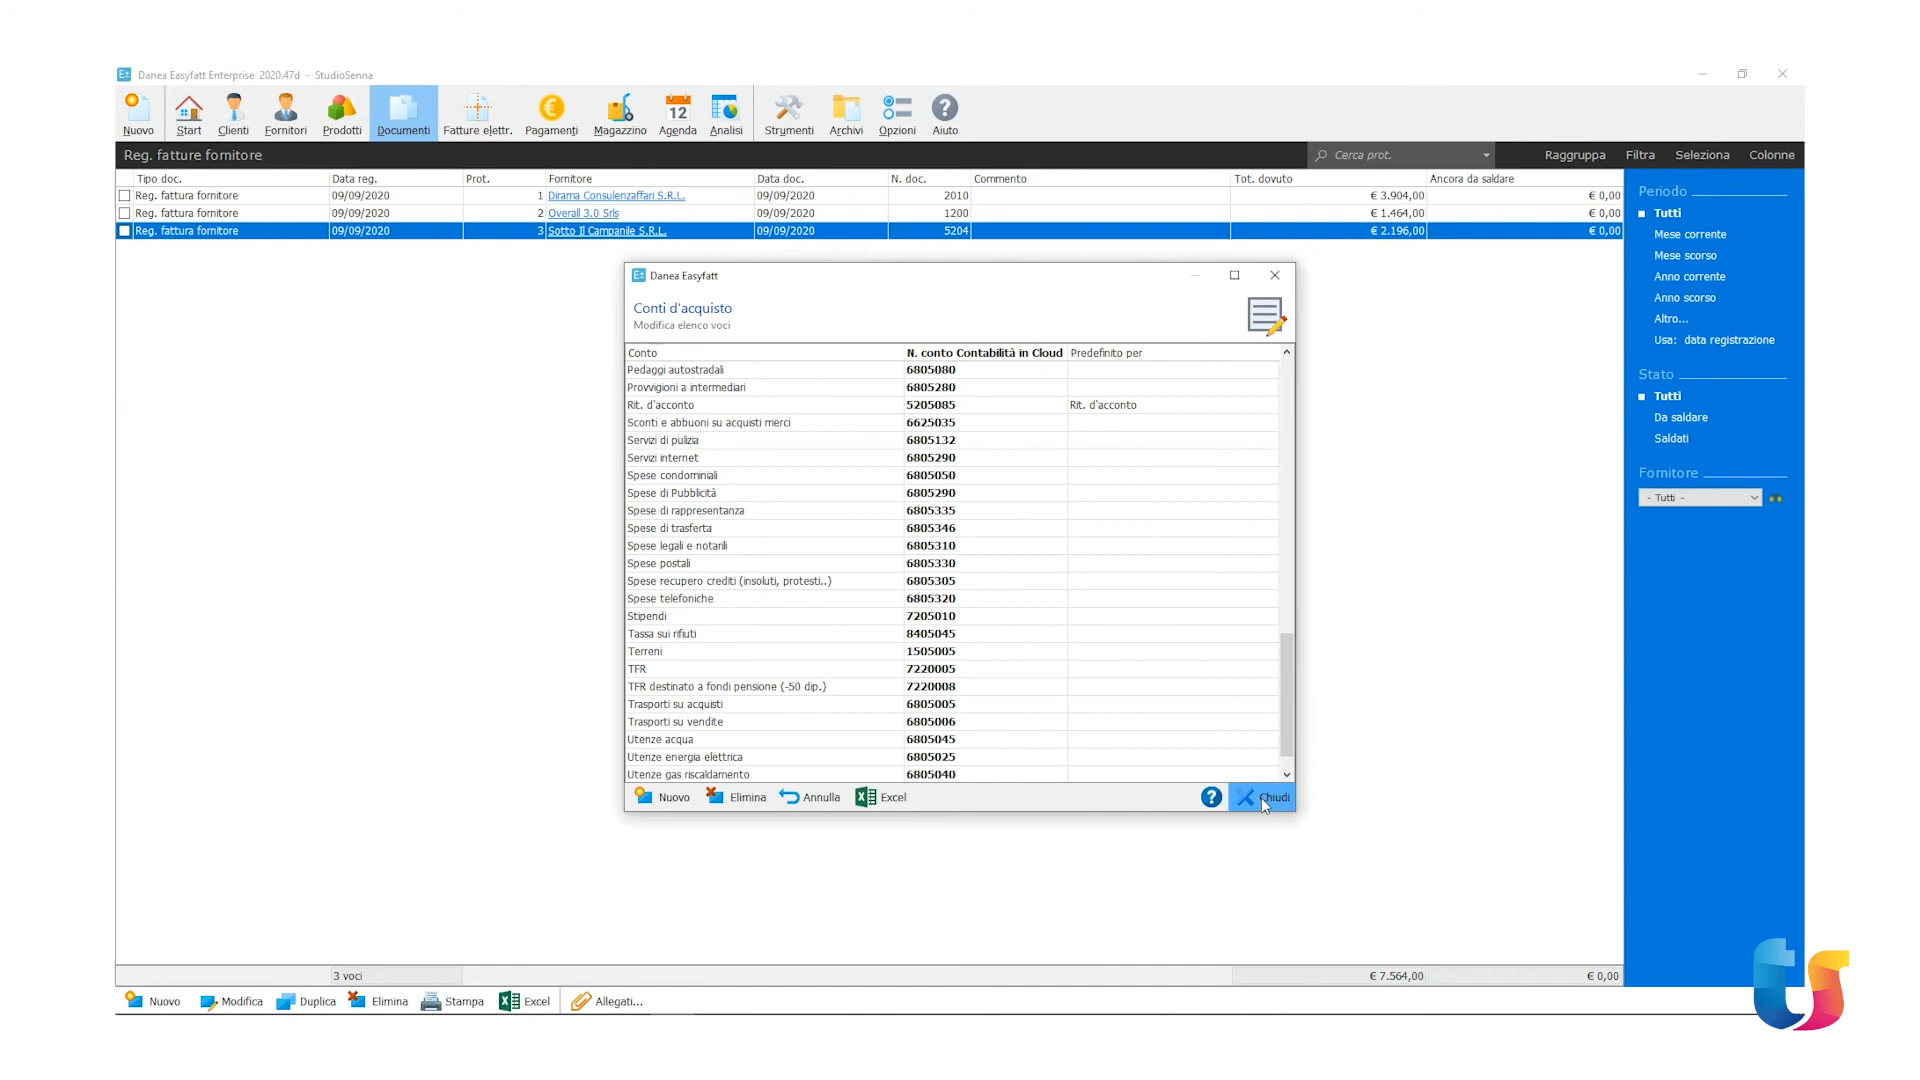 Danea Easyfatt Enterprise 2020.47d - StudioSenna
Nuovo Start Clienti Fornitori Prodotti Documenti Fatture elettr. Pagamenti Magazzino Agenda Analisi Strumenti Archivi Opzioni Aiuto
12
Reg. fatture fornitore Cerca prot. Raggruppa Filtra Seleziona Colonne
Tipo doc. Data reg. Prot. Fornitore Data doc. N. doc. Commento Tot. dovuto Ancora da saldare
Reg. fattura fornitore 09/09/2020 1 Dirama Consulenzaffari S.R.L. 09/09/2020 2010 € 3.904,00 € 0,00
Reg. fattura fornitore 09/09/2020 2 Overall 3.0 Srls 09/09/2020 1200 € 1.464,00 € 0,00
Reg. fattura fornitore 09/09/2020 3 Sotto Il Campanile S.R.L. 09/09/2020 5204 € 2.196,00 € 0,00
Periodo
Tutti
Mese corrente
Mese scorso
Anno corrente
Anno scorso
Altro...
Usa: data registrazione
Stato
Tutti
Da saldare
Saldati
Fornitore
- Tutti -
Danea Easyfatt
Conti d'acquisto
Modifica elenco voci
Conto N. conto Contabilità in Cloud Predefinito per
Pedaggi autostradali 6805080
Provvigioni a intermediari 6805280
Rit. d'acconto 5205085 Rit. d'acconto
Sconti e abbuoni su acquisti merci 6625035
Servizi di pulizia 6805132
Servizi internet 6805290
Spese condominiali 6805050
Spese di Pubblicità 6805290
Spese di rappresentanza 6805335
Spese di trasferta 6805346
Spese legali e notarili 6805310
Spese postali 6805330
Spese recupero crediti (insoluti, protesti..) 6805305
Spese telefoniche 6805320
Stipendi 7205010
Tassa sui rifiuti 8405045
Terreni 1505005
TFR 7220005
TFR destinato a fondi pensione (-50 dip.) 7220008
Trasporti su acquisti 6805005
Trasporti su vendite 6805006
Utenze acqua 6805045
Utenze energia elettrica 6805025
Utenze gas riscaldamento 6805040
Nuovo Elimina Annulla Excel ? Chiudi
3 voci € 7.564,00 € 0,00
Nuovo Modifica Duplica Elimina Stampa Excel Allegati...